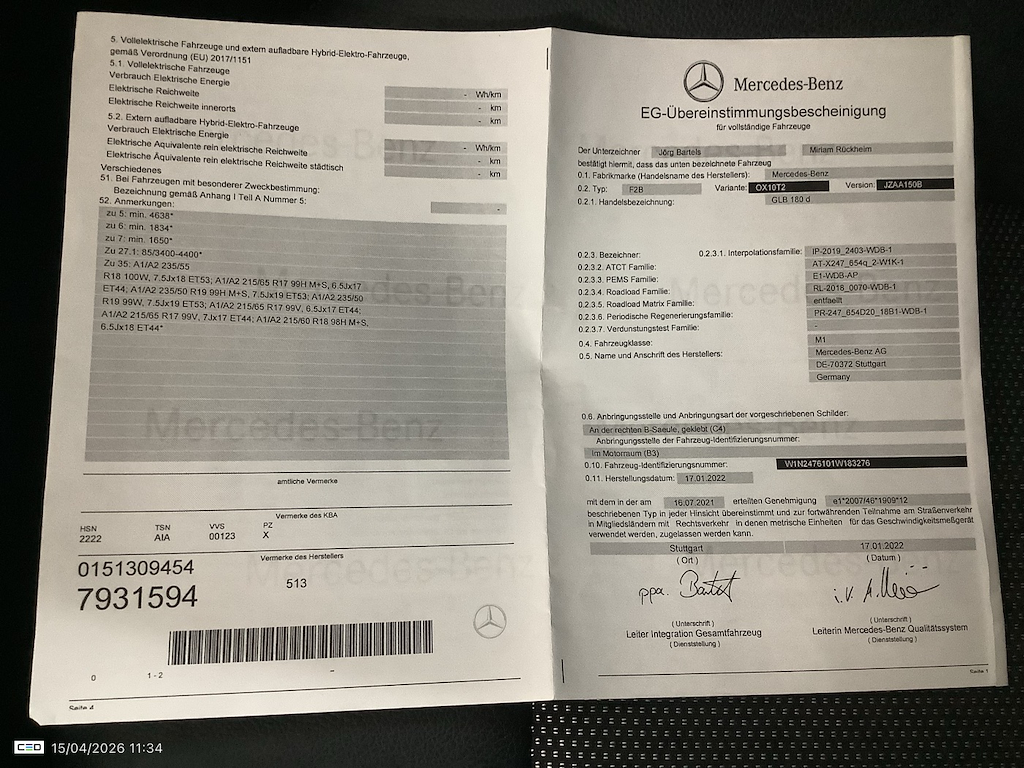 5. Vollelektrische Fahrzeuge und extern aufladbare Hybrid-Elektro-Fahrzeuge,
gemäß Verordnung (EU) 2017/1151
5.1. Vollelektrische Fahrzeuge
Verbrauch Elektrische Energie - Wh/km
Elektrische Reichweite - km
Elektrische Reichweite innerorts - km
5.2. Extern aufladbare Hybrid-Elektro-Fahrzeuge
Verbrauch Elektrische Energie - Wh/km
Elektrische Äquivalente rein elektrische Reichweite - km
Elektrische Äquivalente rein elektrische Reichweite städtisch - km
Verschiedenes
51. Bei Fahrzeugen mit besonderer Zweckbestimmung:
Bezeichnung gemäß Anhang I Teil A Nummer 5: -
52. Anmerkungen:
zu 5: min. 4638*
zu 6: min. 1834*
zu 7: min. 1650*
Zu 27.1: 85/3400-4400*
Zu 35: A1/A2 235/55
R18 100W, 7.5Jx18 ET53; A1/A2 215/65 R17 99H M+S, 6.5Jx17
ET44; A1/A2 235/50 R19 99H M+S, 7.5Jx19 ET53; A1/A2 235/50
R19 99W, 7.5Jx19 ET53; A1/A2 215/65 R17 99V, 6.5Jx17 ET44;
A1/A2 215/65 R17 99V, 7Jx17 ET44; A1/A2 215/60 R18 98H M+S,
6.5Jx18 ET44*
amtliche Vermerke
Vermerke des KBA
HSN TSN VVS PZ
2222 AIA 00123 X
Vermerke des Herstellers
0151309454
513
7931594
0 1-2 –
Seite 4
Mercedes-Benz
EG-Übereinstimmungsbescheinigung
für vollständige Fahrzeuge
Der Unterzeichner Jörg Bartels Miriam Rückheim
bestätigt hiermit, dass das unten bezeichnete Fahrzeug
0.1. Fabrikmarke (Handelsname des Herstellers): Mercedes-Benz
0.2. Typ: F2B Variante: OX10T2 Version: JZAA150B
0.2.1. Handelsbezeichnung: GLB 180 d
0.2.3. Bezeichner: 0.2.3.1. Interpolationsfamilie: IP-2019_2403-WDB-1
0.2.3.2. ATCT Familie: AT-X247_654q_2-W1K-1
0.2.3.3. PEMS Familie: E1-WDB-AP
0.2.3.4. Roadload Familie: RL-2018_0070-WDB-1
0.2.3.5. Roadload Matrix Familie: entfaellt
0.2.3.6. Periodische Regenerierungsfamilie: PR-247_654D20_18B1-WDB-1
0.2.3.7. Verdunstungstest Familie: -
0.4. Fahrzeugklasse: M1
0.5. Name und Anschrift des Herstellers: Mercedes-Benz AG
DE-70372 Stuttgart
Germany
0.6. Anbringungsstelle und Anbringungsart der vorgeschriebenen Schilder:
An der rechten B-Saeule, geklebt (C4)
Anbringungsstelle der Fahrzeug-Identifizierungsnummer:
Im Motorraum (B3)
0.10. Fahrzeug-Identifizierungsnummer: W1N2476101W183276
0.11. Herstellungsdatum: 17.01.2022
mit dem in der am 16.07.2021 erteilten Genehmigung e1*2007/46*1909*12
beschriebenen Typ in jeder Hinsicht übereinstimmt und zur fortwährenden Teilnahme am Straßenverkehr
in Mitgliedsländern mit Rechtsverkehr in denen metrische Einheiten für das Geschwindigkeitsmeßgerät
verwendet werden, zugelassen werden kann.
Stuttgart 17.01.2022
( Ort ) ( Datum )
ppa. Bartels
( Unterschrift ) ( Unterschrift )
Leiter Integration Gesamtfahrzeug Leiterin Mercedes-Benz Qualitätssystem
( Dienststellung ) ( Dienststellung )
Seite 1
CEO 15/04/2026 11:34